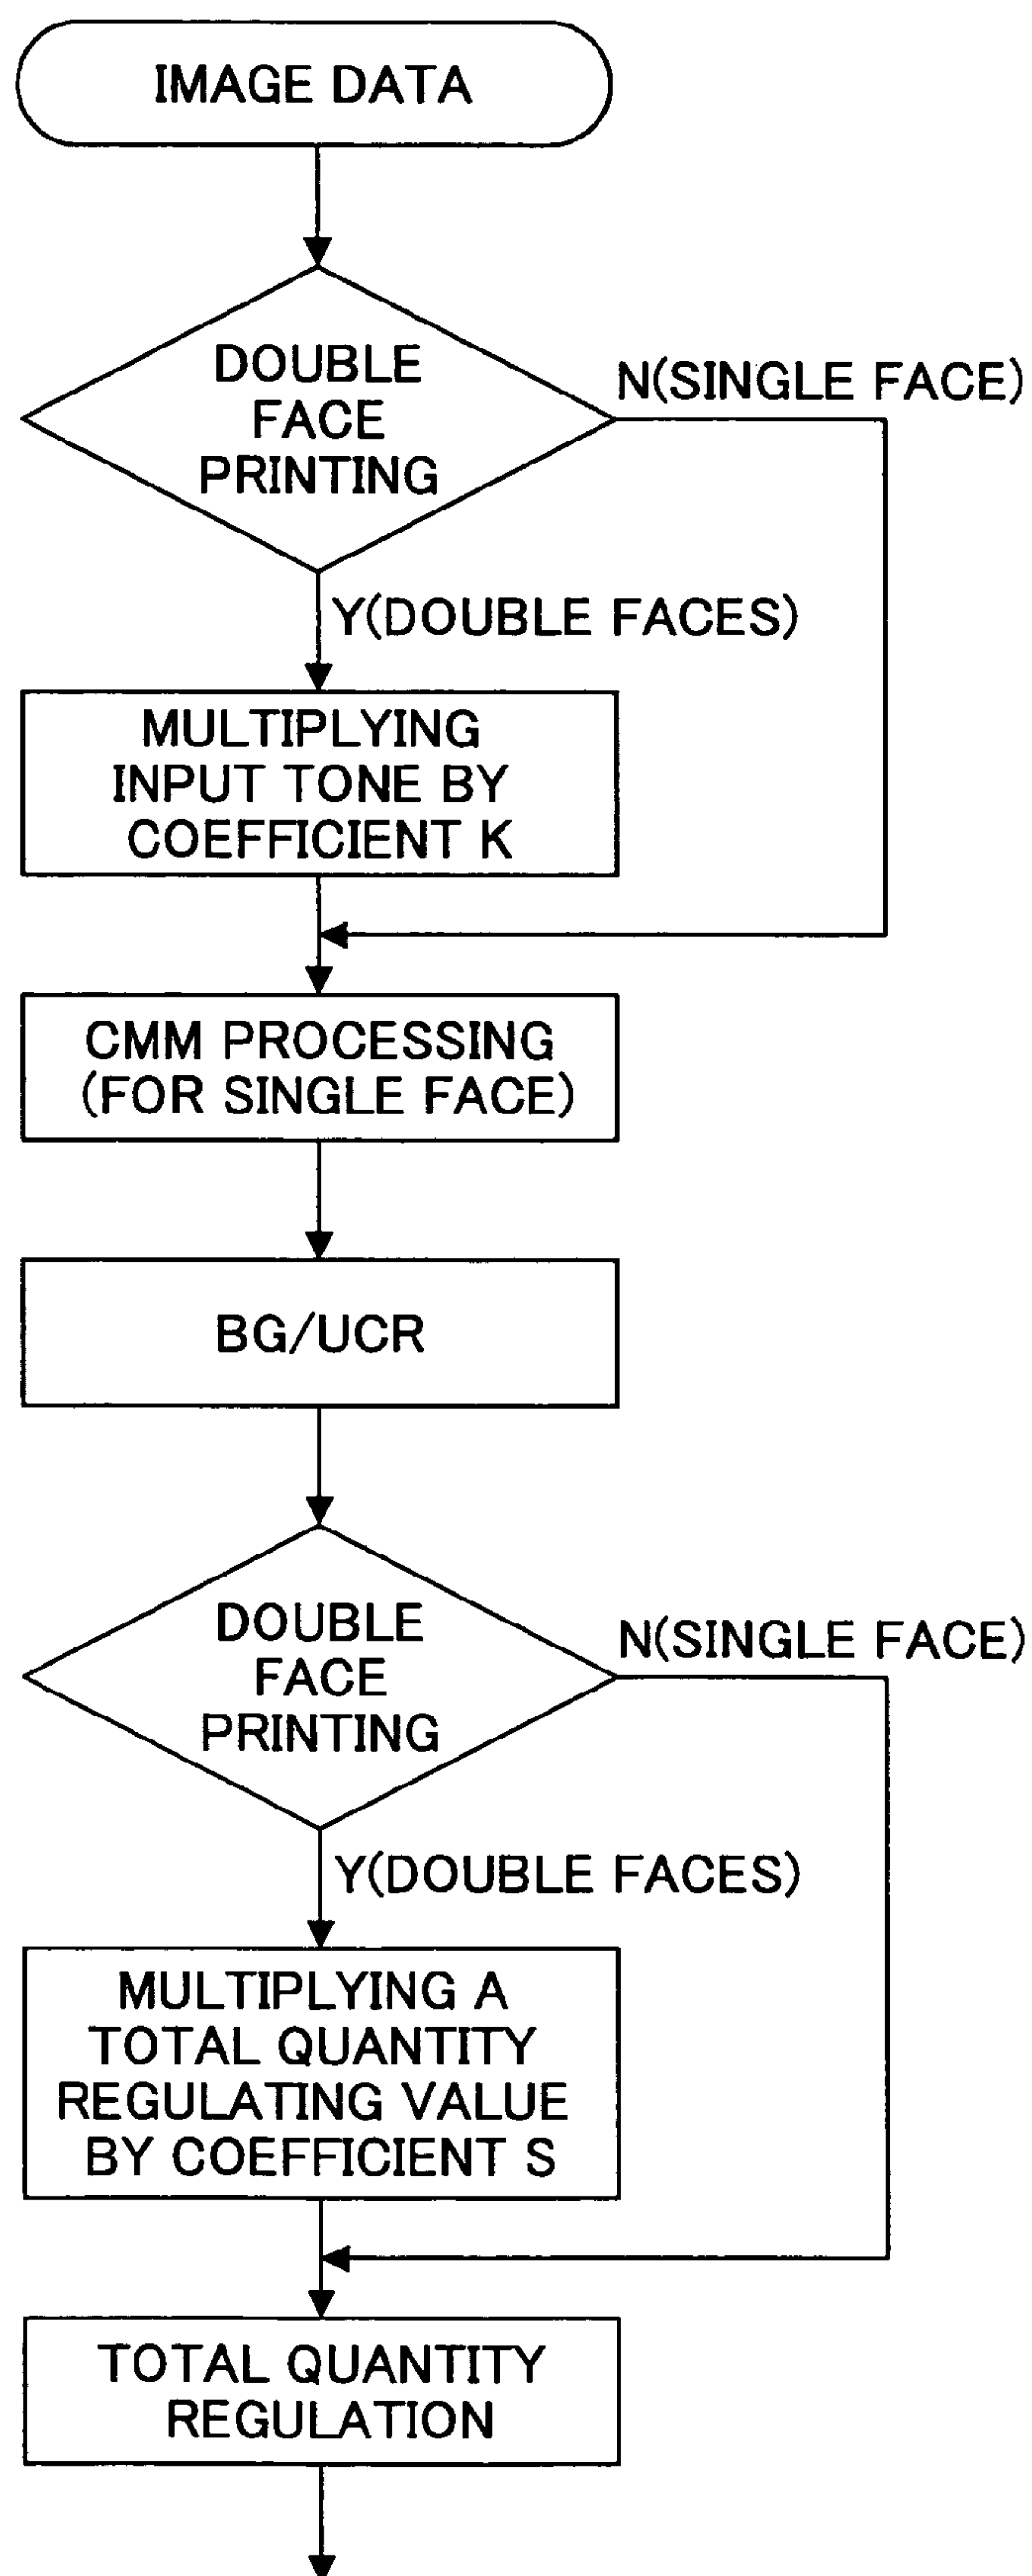 IMAGE DATA
DOUBLE
FACE
PRINTING
N(SINGLE FACE)
Y(DOUBLE FACES)
MULTIPLYING
INPUT TONE BY
COEFFICIENT K
CMM PROCESSING
(FOR SINGLE FACE)
BG/UCR
DOUBLE
FACE
PRINTING
N(SINGLE FACE)
Y(DOUBLE FACES)
MULTIPLYING A
TOTAL QUANTITY
REGULATING VALUE
BY COEFFICIENT S
TOTAL QUANTITY
REGULATION